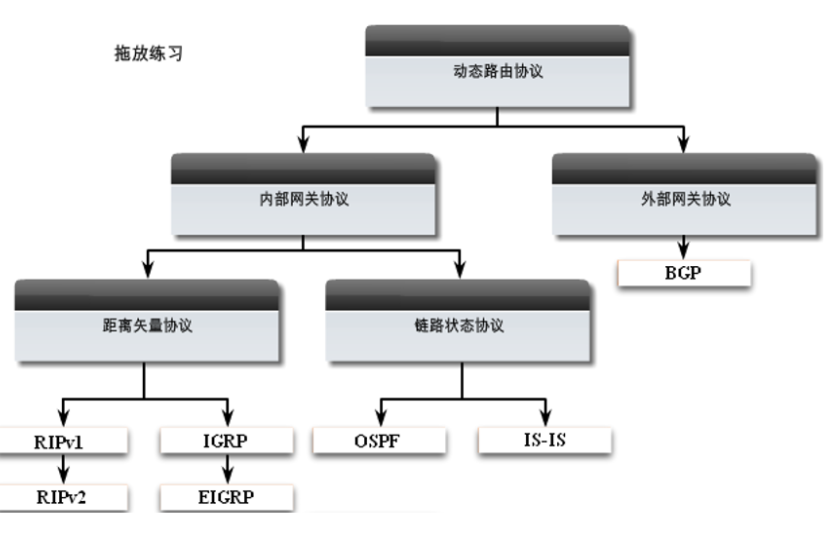 拖放练习
动态路由协议
内部网关协议
外部网关协议
BGP
距离矢量协议
链路状态协议
RIPv1
IGRP
OSPF
IS-IS
RIPv2
EIGRP